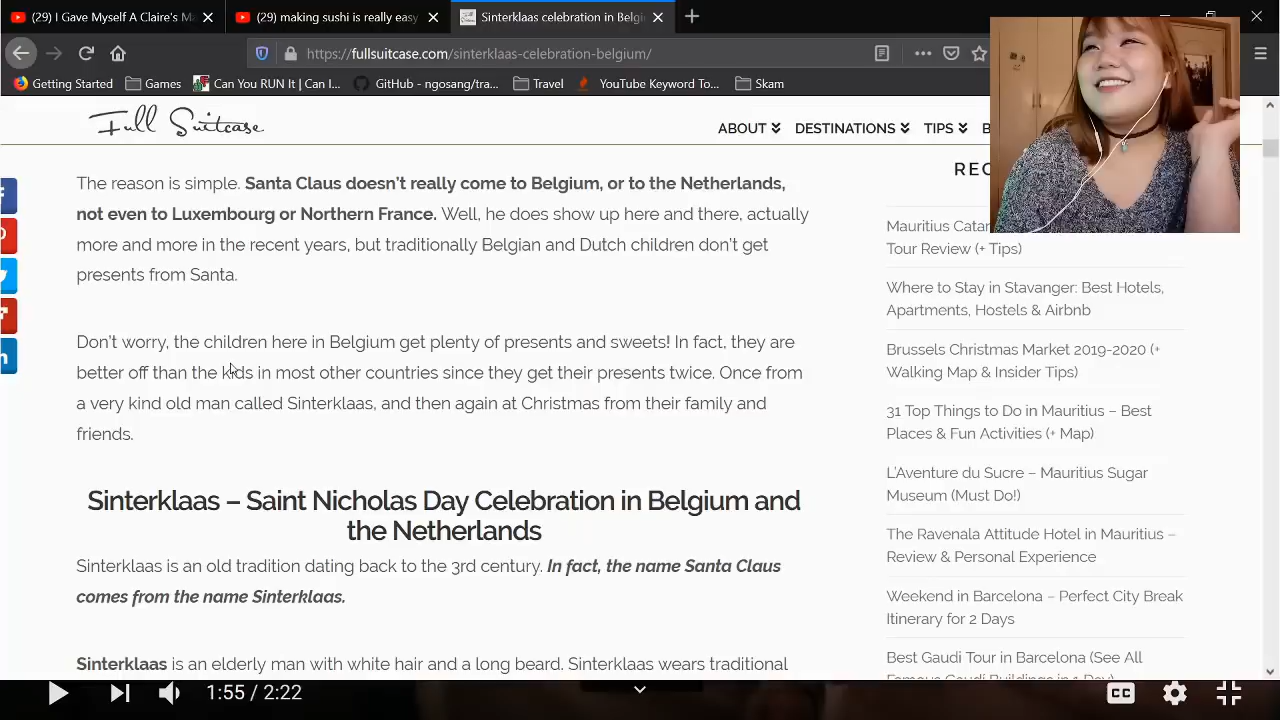 (29) I Gave Myself A Claire's Ma
(29) making sushi is really easy
Sinterklaas celebration in Belgi
https://fullsuitcase.com/sinterklaas-celebration-belgium/
Getting Started
Games
Can You RUN It | Can I...
GitHub - ngosang/tra...
Travel
YouTube Keyword To...
Skam
Full Suitcase
ABOUT
DESTINATIONS
TIPS
The reason is simple. Santa Claus doesn't really come to Belgium, or to the Netherlands,
not even to Luxembourg or Northern France. Well, he does show up here and there, actually
more and more in the recent years, but traditionally Belgian and Dutch children don't get
presents from Santa.
Don't worry, the children here in Belgium get plenty of presents and sweets! In fact, they are
better off than the kids in most other countries since they get their presents twice. Once from
a very kind old man called Sinterklaas, and then again at Christmas from their family and
friends.
Sinterklaas – Saint Nicholas Day Celebration in Belgium and
the Netherlands
Sinterklaas is an old tradition dating back to the 3rd century. In fact, the name Santa Claus
comes from the name Sinterklaas.
Sinterklaas is an elderly man with white hair and a long beard. Sinterklaas wears traditional
REC
Mauritius Catar
Tour Review (+ Tips)
Where to Stay in Stavanger: Best Hotels,
Apartments, Hostels & Airbnb
Brussels Christmas Market 2019-2020 (+
Walking Map & Insider Tips)
31 Top Things to Do in Mauritius – Best
Places & Fun Activities (+ Map)
L'Aventure du Sucre – Mauritius Sugar
Museum (Must Do!)
The Ravenala Attitude Hotel in Mauritius –
Review & Personal Experience
Weekend in Barcelona – Perfect City Break
Itinerary for 2 Days
Best Gaudi Tour in Barcelona (See All
Famous Gaudi Buildings in 1 Day)
1:55 / 2:22
CC